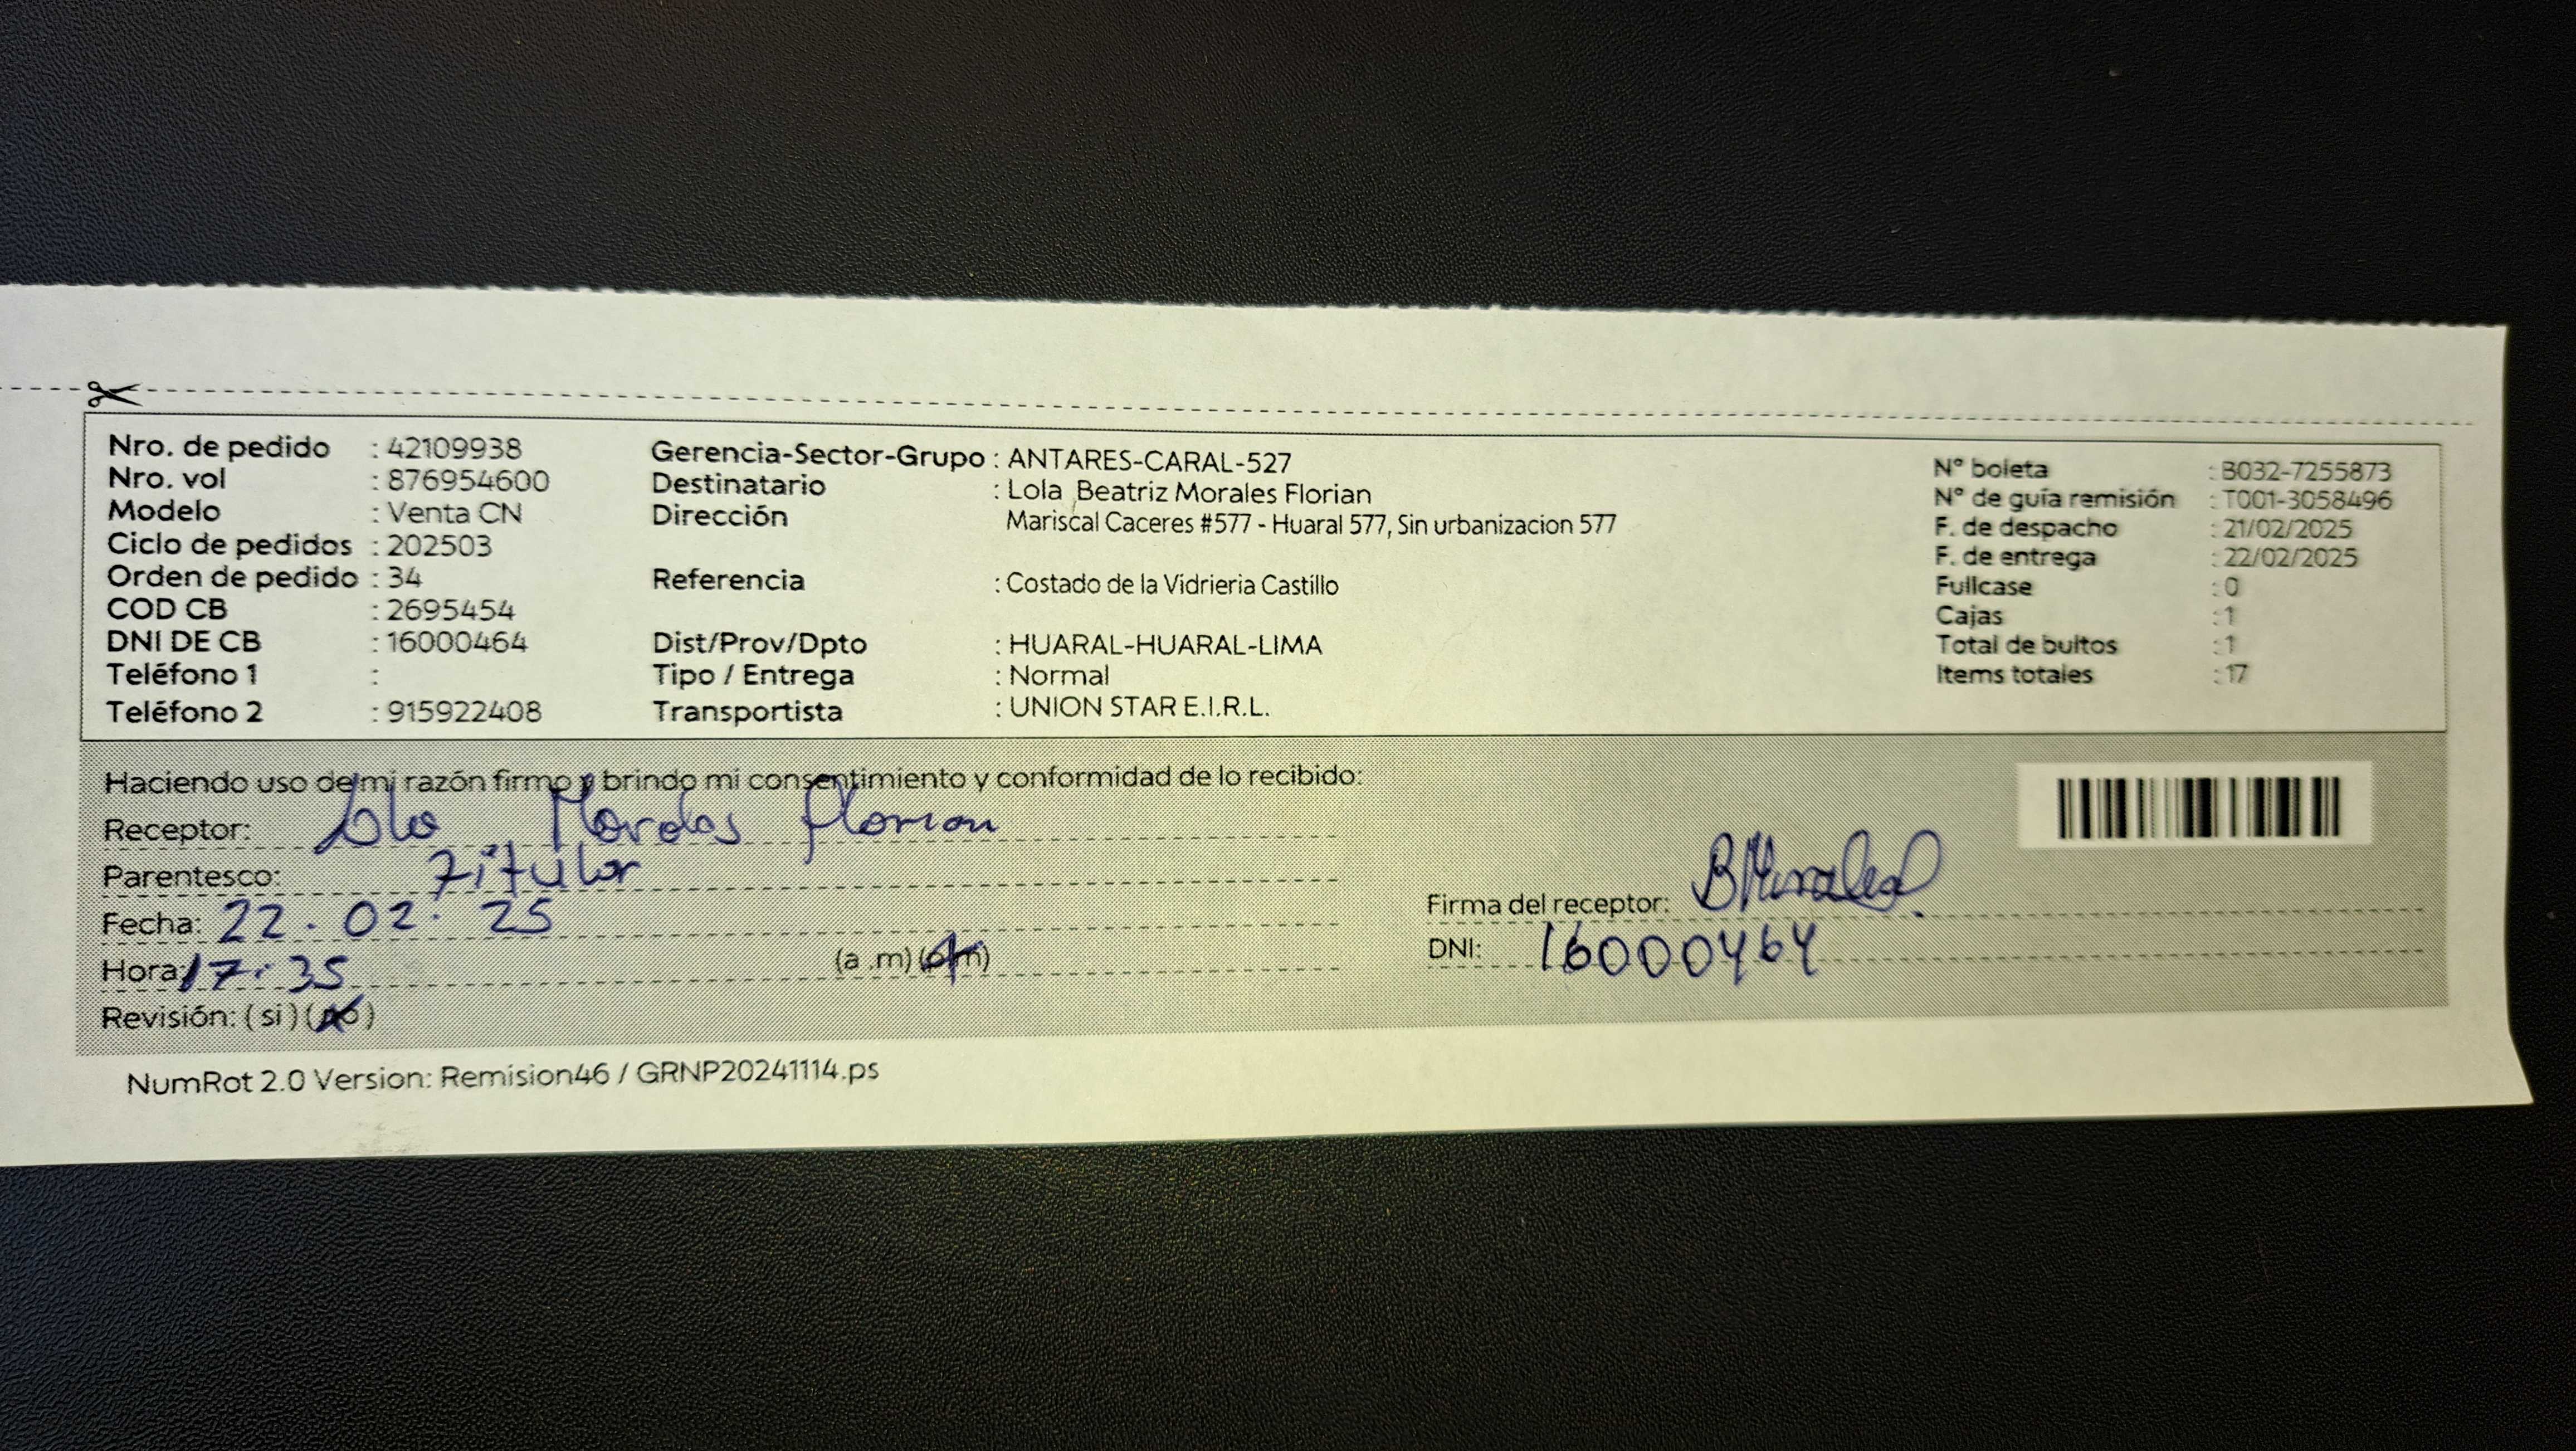 Nro. de pedido : 42109938
Nro. vol : 876954600
Modelo : Venta CN
Ciclo de pedidos : 202503
Orden de pedido : 34
COD CB : 2695454
DNI DE CB : 16000464
Teléfono 1 :
Teléfono 2 : 915922408
Gerencia-Sector-Grupo : ANTARES-CARAL-527
Destinatario : Lola Beatriz Morales Florian
Dirección Mariscal Caceres #577 - Huaral 577, Sin urbanizacion 577
Referencia : Costado de la Vidrieria Castillo
Dist/Prov/Dpto : HUARAL-HUARAL-LIMA
Tipo / Entrega : Normal
Transportista : UNION STAR E.I.R.L.
N° boleta : B032-7255873
N° de guía remisión : T001-3058496
F. de despacho : 21/02/2025
F. de entrega : 22/02/2025
Fullcase : 0
Cajas : 1
Total de bultos : 1
Items totales : 17
Haciendo uso de mi razón firmo y brindo mi consentimiento y conformidad de lo recibido:
Receptor: Lola Morales Florian
Parentesco: Titular
Fecha: 22. 02. 25
Hora: 17:35 (a .m) (p.m)
Revisión: ( si ) ( no )
Firma del receptor: BMorales
DNI: 16000464
NumRot 2.0 Version: Remision46 / GRNP20241114.ps